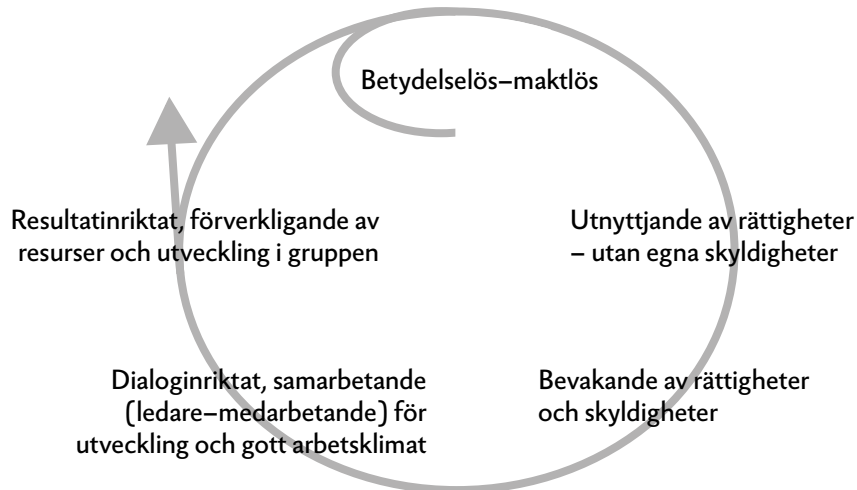 Betydelselös–maktlös
Resultatinriktat, förverkligande av
resurser och utveckling i gruppen
Utnyttjande av rättigheter
– utan egna skyldigheter
Dialoginriktat, samarbetande
(ledare–medarbetande) för
utveckling och gott arbetsklimat
Bevakande av rättigheter
och skyldigheter